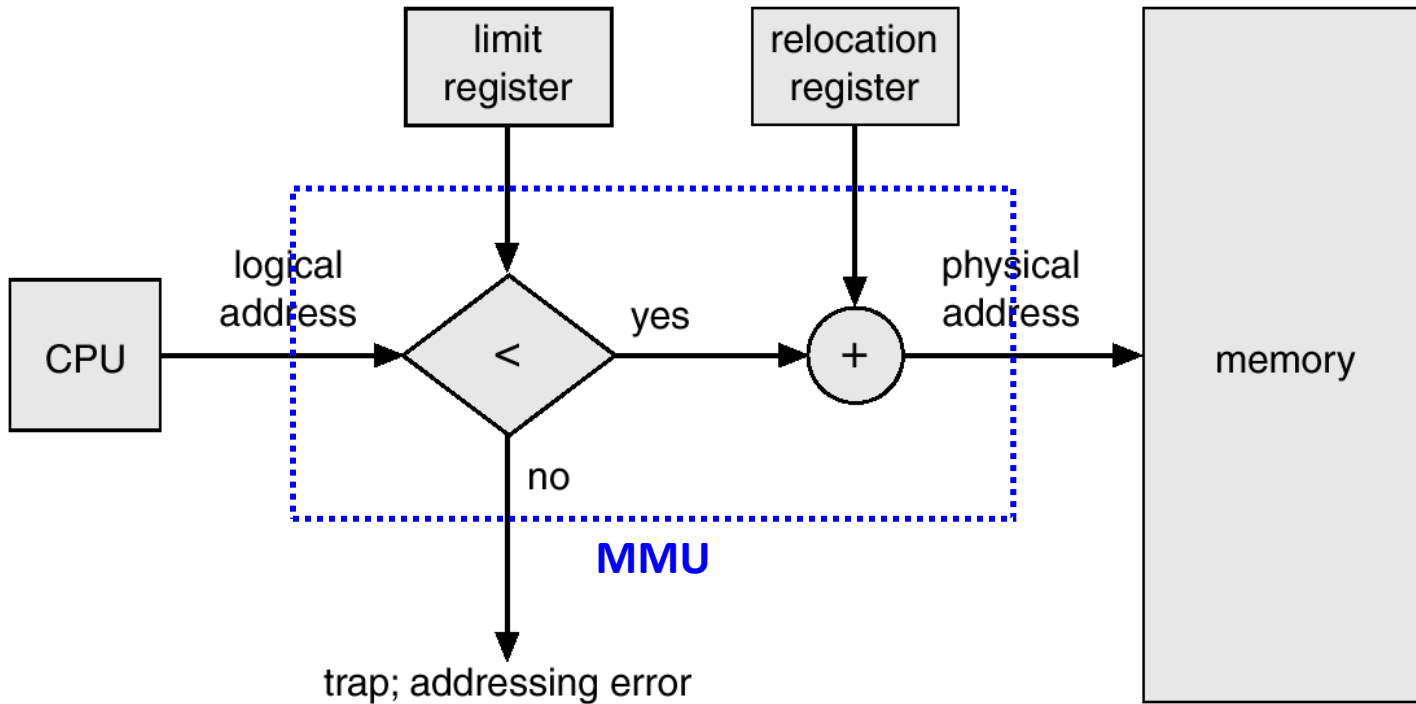 limit
register
relocation
register
logical
address
physical
address
CPU
<
yes
+
memory
no
MMU
trap; addressing error